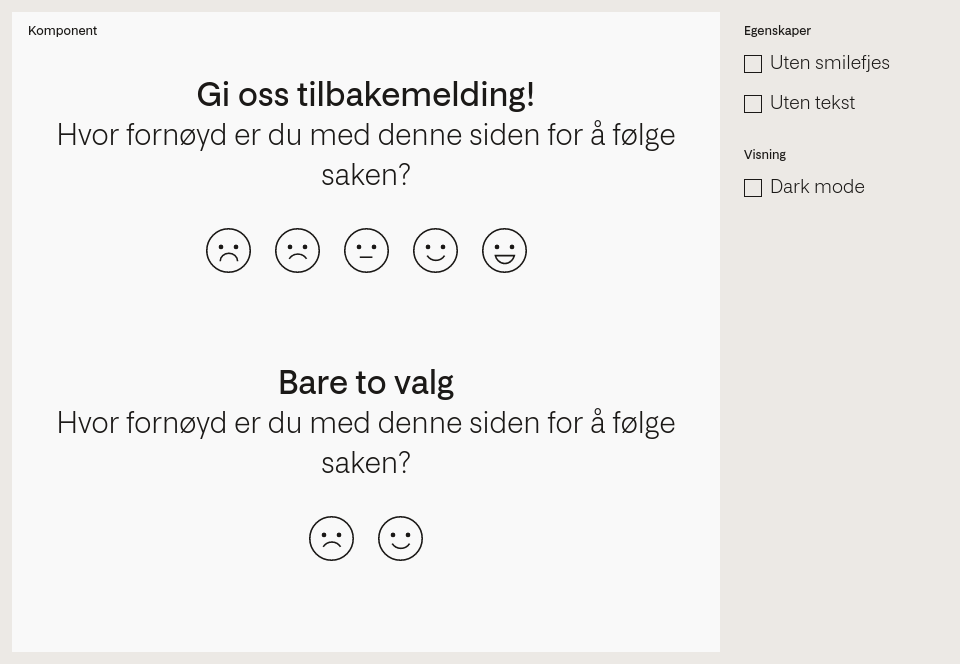 Komponent
Gi oss tilbakemelding!
Hvor fornøyd er du med denne siden for å følge
saken?
Bare to valg
Hvor fornøyd er du med denne siden for å følge
saken?
Egenskaper
Uten smilefjes
Uten tekst
Visning
Dark mode